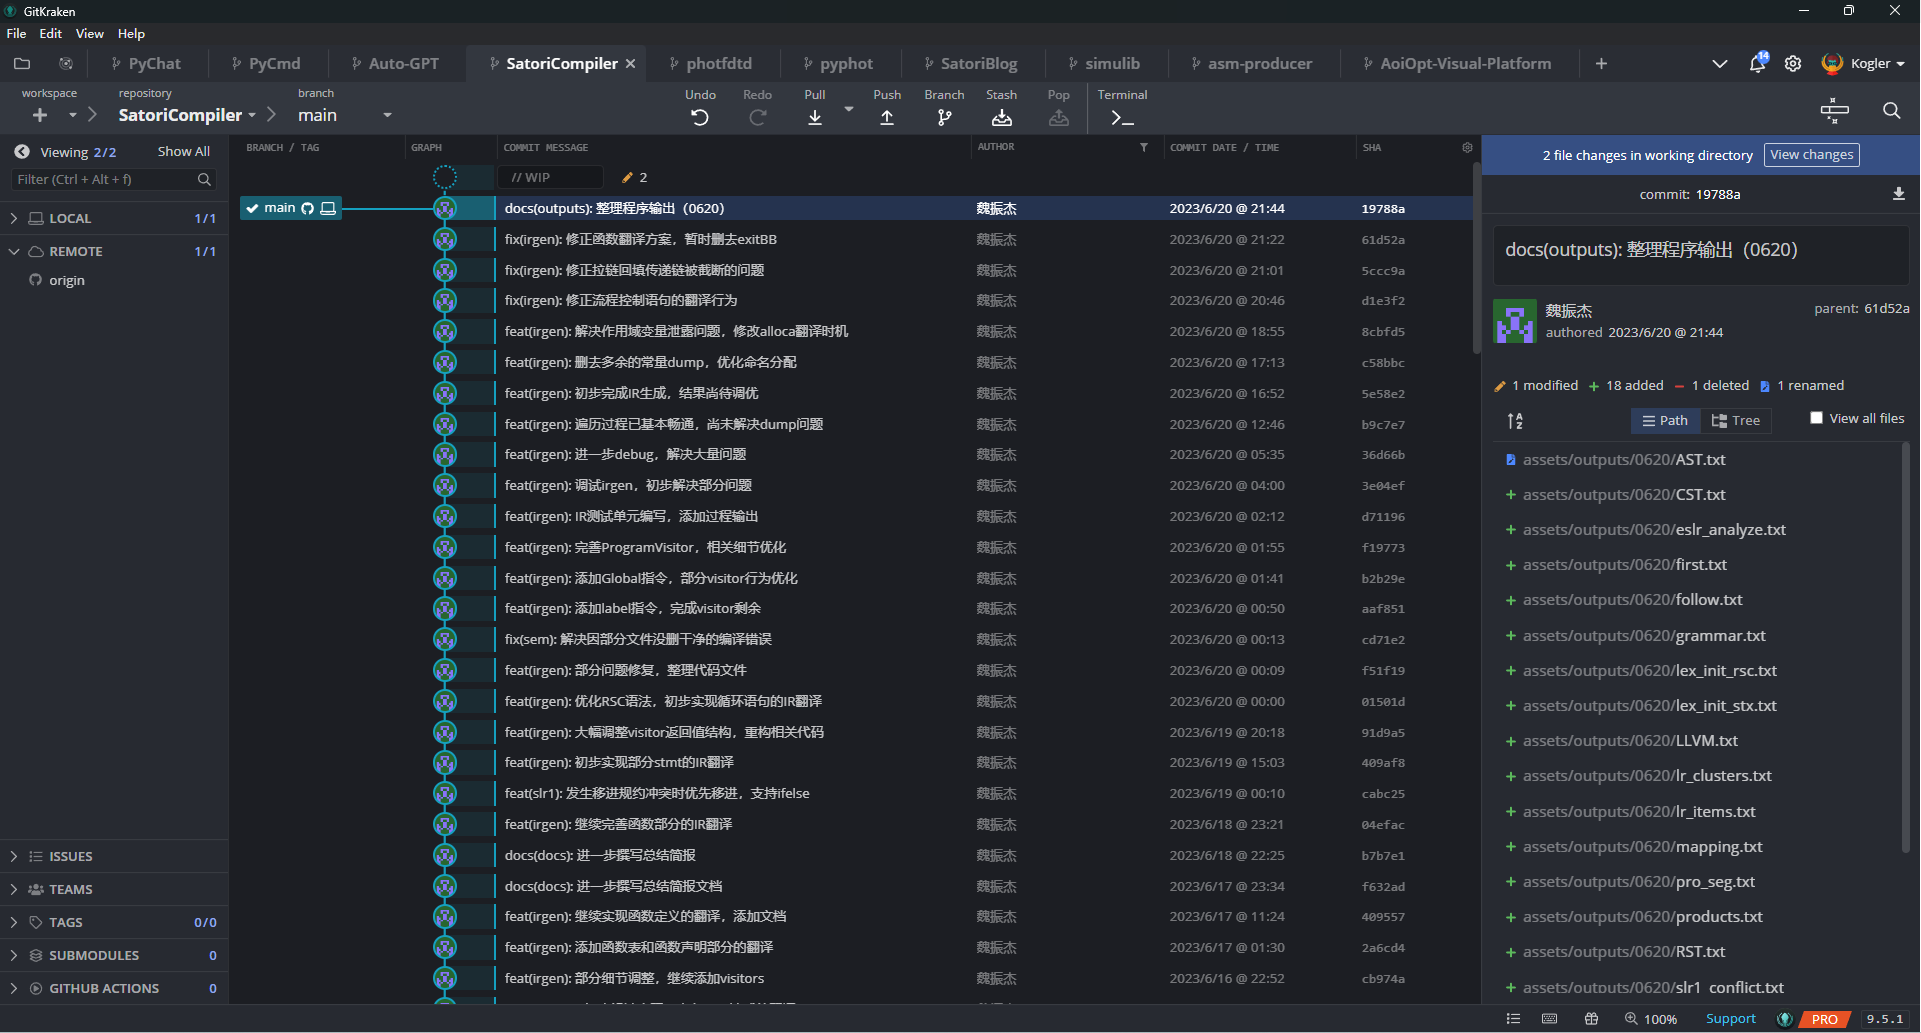 GitKraken
File Edit View Help
PyChat PyCmd Auto-GPT SatoriCompiler photfdtd pyphot SatoriBlog simulib asm-producer AoiOpt-Visual-Platform 14 Kogler
workspace repository branch
SatoriCompiler main
Undo Redo Pull Push Branch Stash Pop Terminal
Viewing 2/2 Show All
Filter (Ctrl + Alt + f)
LOCAL 1/1
REMOTE 1/1
origin
ISSUES
TEAMS
TAGS 0/0
SUBMODULES 0
GITHUB ACTIONS 0
BRANCH / TAG GRAPH COMMIT MESSAGE AUTHOR COMMIT DATE / TIME SHA
// WIP 2
main docs(outputs): 整理程序输出（0620） 魏振杰 2023/6/20 @ 21:44 19788a
fix(irgen): 修正函数翻译方案，暂时删去exitBB 魏振杰 2023/6/20 @ 21:22 61d52a
fix(irgen): 修正拉链回填传递链被截断的问题 魏振杰 2023/6/20 @ 21:01 5ccc9a
fix(irgen): 修正流程控制语句的翻译行为 魏振杰 2023/6/20 @ 20:46 d1e3f2
feat(irgen): 解决作用域变量泄露问题，修改alloca翻译时机 魏振杰 2023/6/20 @ 18:55 8cbfd5
feat(irgen): 删去多余的常量dump，优化命名分配 魏振杰 2023/6/20 @ 17:13 c58bbc
feat(irgen): 初步完成IR生成，结果尚待调优 魏振杰 2023/6/20 @ 16:52 5e58e2
feat(irgen): 遍历过程已基本畅通，尚未解决dump问题 魏振杰 2023/6/20 @ 12:46 b9c7e7
feat(irgen): 进一步debug，解决大量问题 魏振杰 2023/6/20 @ 05:35 36d66b
feat(irgen): 调试irgen，初步解决部分问题 魏振杰 2023/6/20 @ 04:00 3e04ef
feat(irgen): IR测试单元编写，添加过程输出 魏振杰 2023/6/20 @ 02:12 d71196
feat(irgen): 完善ProgramVisitor，相关细节优化 魏振杰 2023/6/20 @ 01:55 f19773
feat(irgen): 添加Global指令，部分visitor行为优化 魏振杰 2023/6/20 @ 01:41 b2b29e
feat(irgen): 添加label指令，完成visitor剩余 魏振杰 2023/6/20 @ 00:50 aaf851
fix(sem): 解决因部分文件没删干净的编译错误 魏振杰 2023/6/20 @ 00:13 cd71e2
feat(irgen): 部分问题修复，整理代码文件 魏振杰 2023/6/20 @ 00:09 f51f19
feat(irgen): 优化RSC语法，初步实现循环语句的IR翻译 魏振杰 2023/6/20 @ 00:00 01501d
feat(irgen): 大幅调整visitor返回值结构，重构相关代码 魏振杰 2023/6/19 @ 20:18 91d9a5
feat(irgen): 初步实现部分stmt的IR翻译 魏振杰 2023/6/19 @ 15:03 409af8
feat(slr1): 发生移进规约冲突时优先移进，支持ifelse 魏振杰 2023/6/19 @ 00:10 cabc25
feat(irgen): 继续完善函数部分的IR翻译 魏振杰 2023/6/18 @ 23:21 04efac
docs(docs): 进一步撰写总结简报 魏振杰 2023/6/18 @ 22:25 b7b7e1
docs(docs): 进一步撰写总结简报文档 魏振杰 2023/6/17 @ 23:34 f632ad
feat(irgen): 继续实现函数定义的翻译，添加文档 魏振杰 2023/6/17 @ 11:24 409557
feat(irgen): 添加函数表和函数声明部分的翻译 魏振杰 2023/6/17 @ 01:30 2a6cd4
feat(irgen): 部分细节调整，继续添加visitors 魏振杰 2023/6/16 @ 22:52 cb974a
2 file changes in working directory View changes
commit: 19788a
docs(outputs): 整理程序输出（0620）
魏振杰 parent: 61d52a
authored 2023/6/20 @ 21:44
1 modified + 18 added − 1 deleted 1 renamed
Path Tree View all files
assets/outputs/0620/AST.txt
+ assets/outputs/0620/CST.txt
+ assets/outputs/0620/eslr_analyze.txt
+ assets/outputs/0620/first.txt
+ assets/outputs/0620/follow.txt
+ assets/outputs/0620/grammar.txt
+ assets/outputs/0620/lex_init_rsc.txt
+ assets/outputs/0620/lex_init_stx.txt
+ assets/outputs/0620/LLVM.txt
+ assets/outputs/0620/lr_clusters.txt
+ assets/outputs/0620/lr_items.txt
+ assets/outputs/0620/mapping.txt
+ assets/outputs/0620/pro_seg.txt
+ assets/outputs/0620/products.txt
+ assets/outputs/0620/RST.txt
+ assets/outputs/0620/slr1_conflict.txt
100% Support PRO 9.5.1